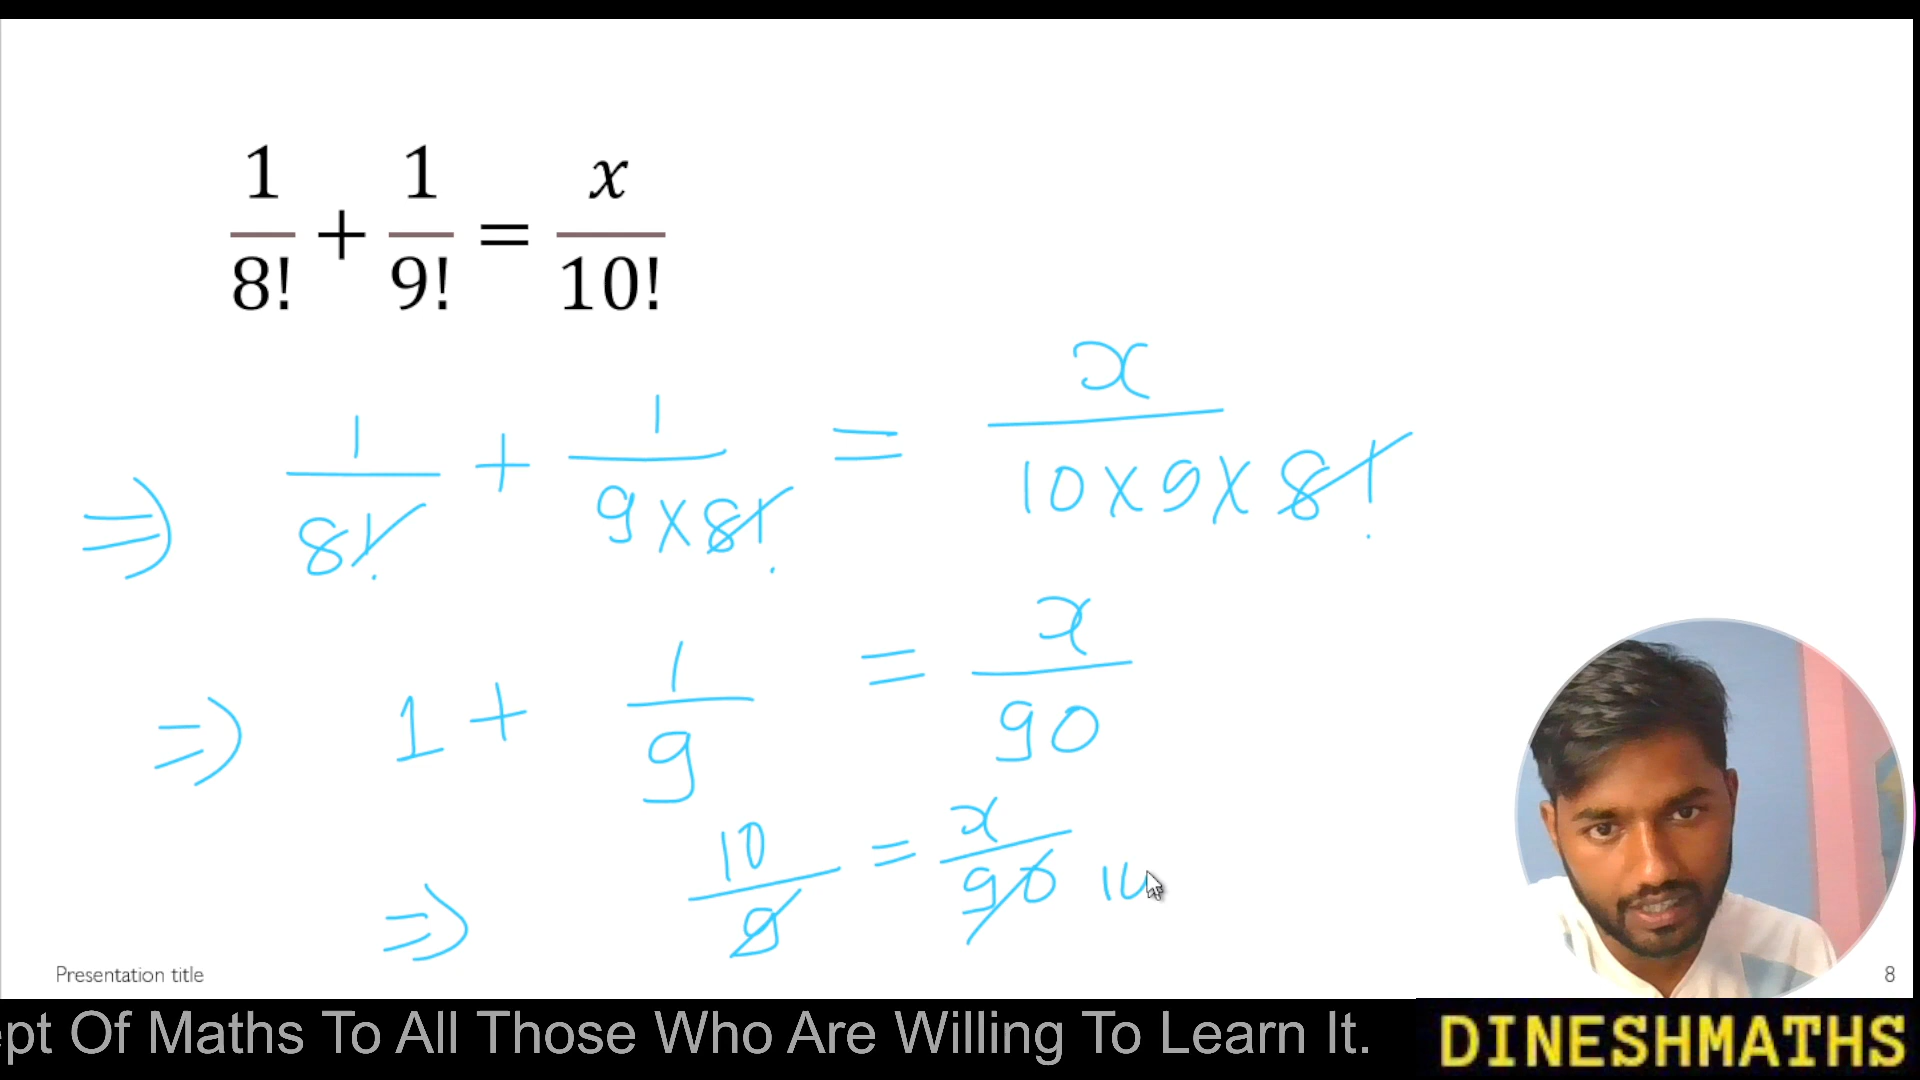 1/8! + 1/9! = x/10!
⇒ 1/8! + 1/9×8! = x/10×9×8!
⇒ 1 + 1/9 = x/90
⇒ 10/9 = x/90 10
Presentation title
8
pt Of Maths To All Those Who Are Willing To Learn It.
DINESHMATHS